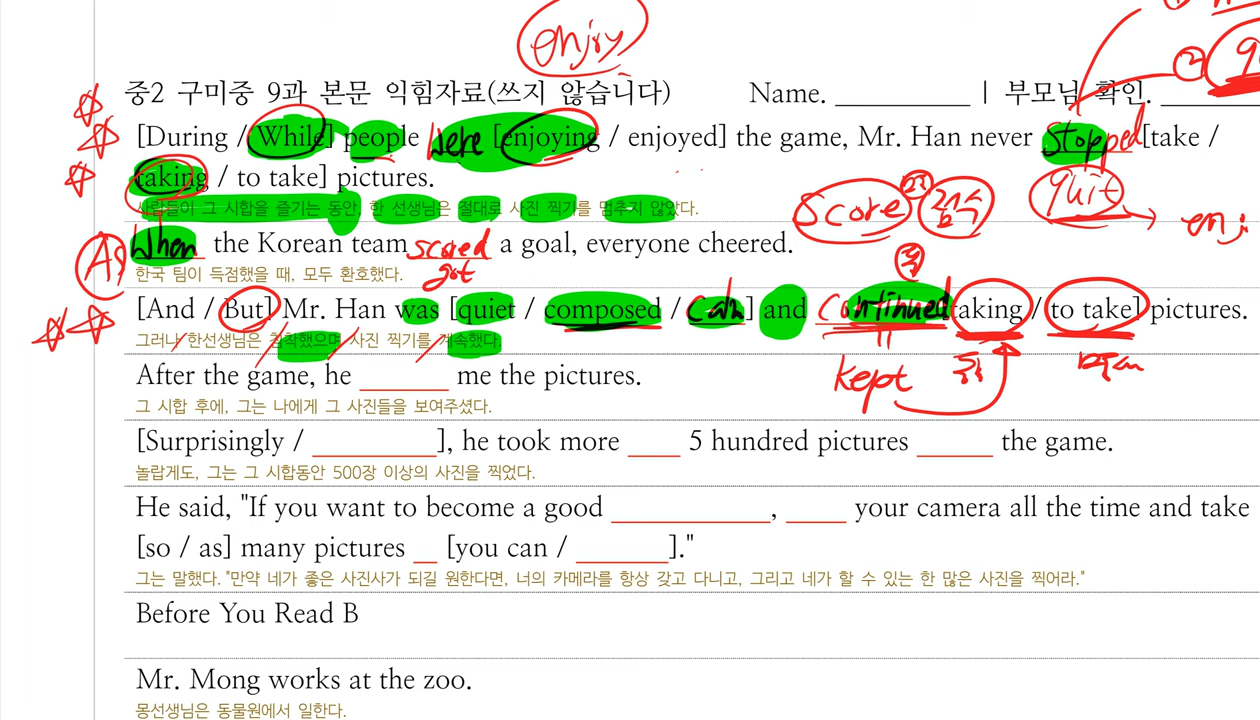 enjoy
중2 구미중 9과 본문 익힘자료(쓰지 않습니다) Name. __________ | 부모님 확인.
[During / While] people were [enjoying / enjoyed] the game, Mr. Han never stopped [take /
taking / to take] pictures.
사람들이 그 시합을 즐기는 동안, 한 선생님은 절대로 사진 찍기를 멈추지 않았다.
score 점수
quit
enj
As When the Korean team scored a goal, everyone cheered.
got
한국 팀이 득점했을 때, 모두 환호했다.
[And / But] Mr. Han was [quiet / composed / calm] and continued [taking / to take] pictures.
그러나 한선생님은 침착했으며 사진 찍기를 계속했다.
kept
After the game, he ______ me the pictures.
그 시합 후에, 그는 나에게 그 사진들을 보여주셨다.
[Surprisingly / ________], he took more ____ 5 hundred pictures _____ the game.
놀랍게도, 그는 그 시합동안 500장 이상의 사진을 찍었다.
He said, "If you want to become a good __________, ____ your camera all the time and take
[so / as] many pictures __ [you can / ______]."
그는 말했다. "만약 네가 좋은 사진사가 되길 원한다면, 너의 카메라를 항상 갖고 다니고, 그리고 네가 할 수 있는 한 많은 사진을 찍어라."
Before You Read B
Mr. Mong works at the zoo.
몽선생님은 동물원에서 일한다.